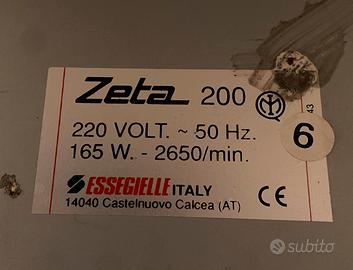 Zeta 200
220 VOLT. ~ 50 Hz.
165 W. - 2650/min.
ESSEGIELLE ITALY
14040 Castelnuovo Calcea (AT)
CE
43
6
subito